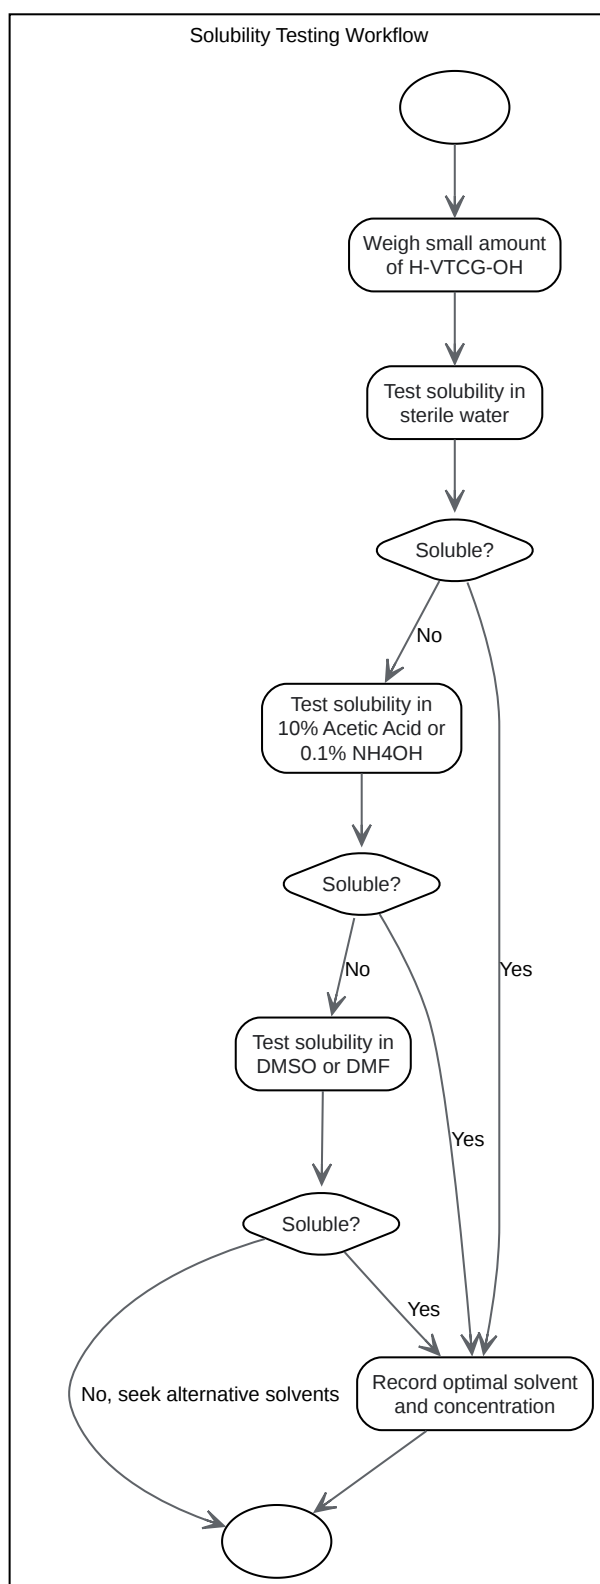 Solubility Testing Workflow
Weigh small amount
of H-VTCG-OH
Test solubility in
sterile water
Soluble?
No
Test solubility in
10% Acetic Acid or
0.1% NH4OH
Soluble?
No
Yes
Test solubility in
DMSO or DMF
Yes
Soluble?
Yes
No, seek alternative solvents
Record optimal solvent
and concentration